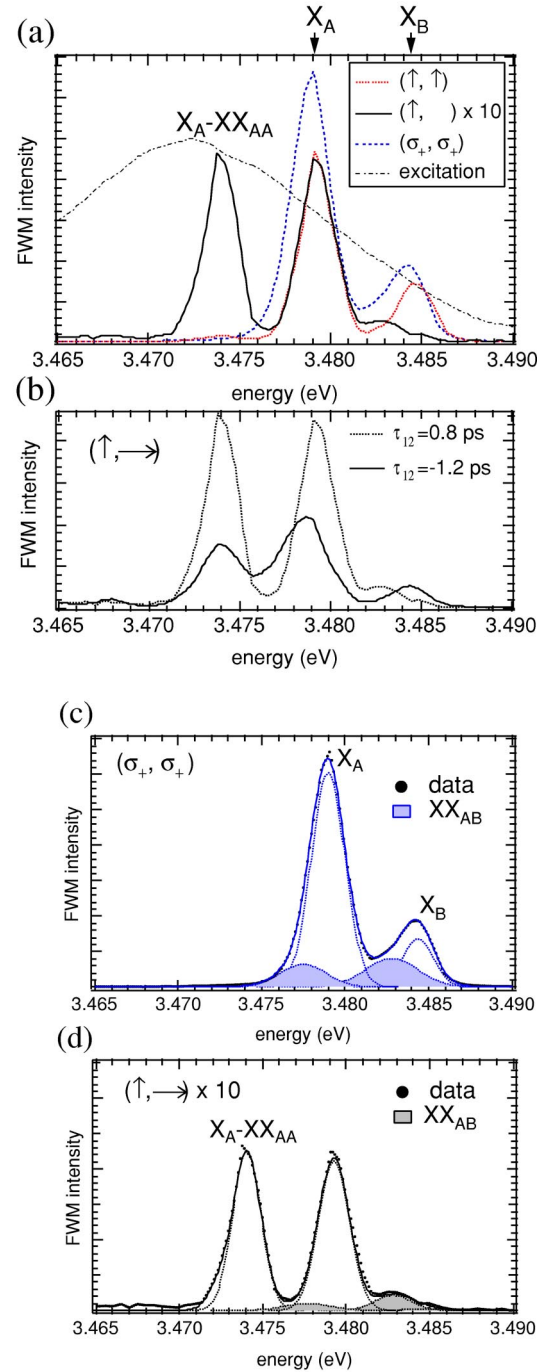 (a)
X_A X_B
X_A-XX_AA
(↑, ↑)
(↑,   ) x 10
(σ₊, σ₊)
excitation
FWM intensity
3.465 3.470 3.475 3.480 3.485 3.490
energy (eV)
(b)
(↑,→)
τ₁₂=0.8 ps
τ₁₂=-1.2 ps
FWM intensity
3.465 3.470 3.475 3.480 3.485 3.490
energy (eV)
(c)
(σ₊, σ₊)
X_A
data
XX_AB
X_B
FWM intensity
3.465 3.470 3.475 3.480 3.485 3.490
energy (eV)
(d)
(↑,→) x 10
data
XX_AB
X_A-XX_AA
FWM intensity
3.465 3.470 3.475 3.480 3.485 3.490
energy (eV)